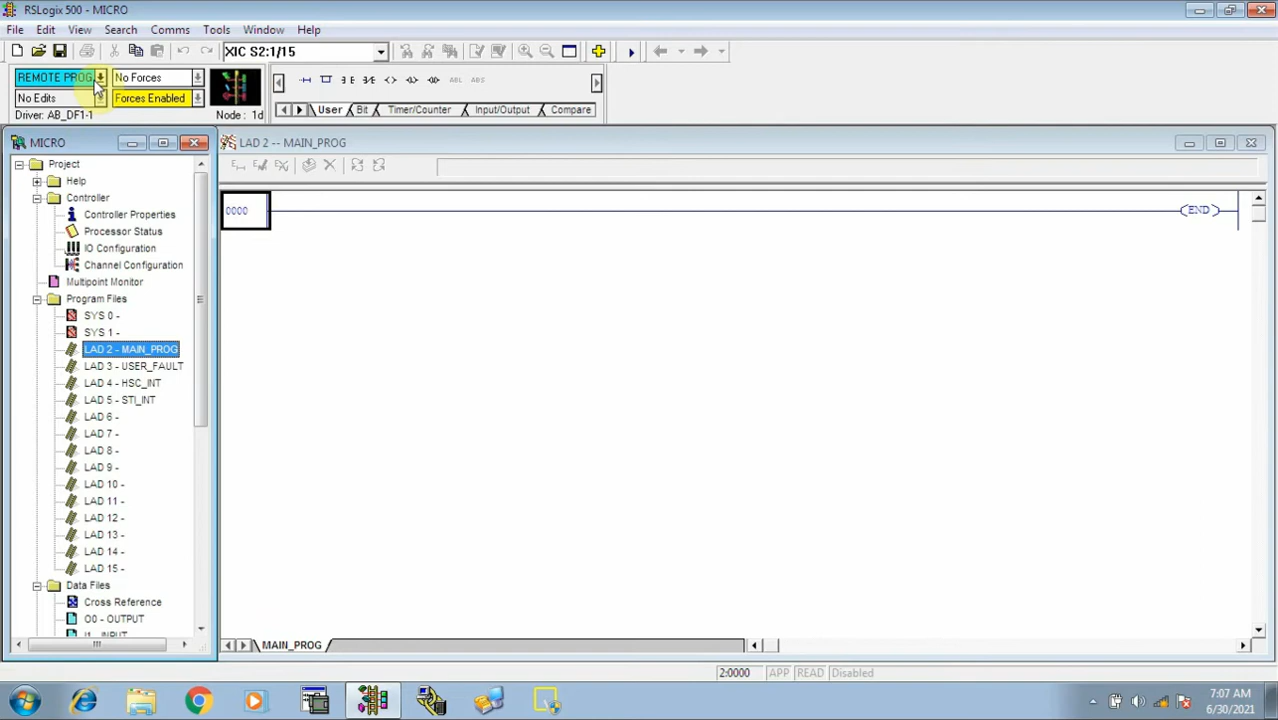 RSLogix 500 - MICRO
File Edit View Search Comms Tools Window Help
XIC S2:1/15
REMOTE PROG No Forces
No Edits Forces Enabled
Driver: AB_DF1-1 Node : 1d
User Bit Timer/Counter Input/Output Compare
ABL ABS
MICRO
Project
Help
Controller
Controller Properties
Processor Status
IO Configuration
Channel Configuration
Multipoint Monitor
Program Files
SYS 0 -
SYS 1 -
LAD 2 - MAIN_PROG
LAD 3 - USER_FAULT
LAD 4 - HSC_INT
LAD 5 - STI_INT
LAD 6 -
LAD 7 -
LAD 8 -
LAD 9 -
LAD 10 -
LAD 11 -
LAD 12 -
LAD 13 -
LAD 14 -
LAD 15 -
Data Files
Cross Reference
O0 - OUTPUT
I1 - INPUT
LAD 2 -- MAIN_PROG
0000
END
MAIN_PROG
2:0000 APP READ Disabled
7:07 AM
6/30/2021